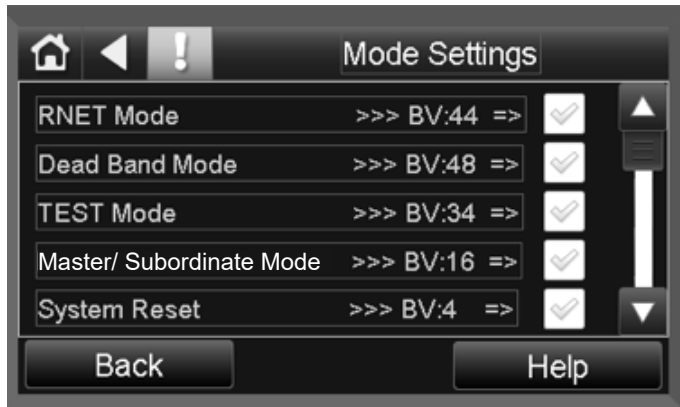 Mode Settings
RNET Mode >>> BV:44 =>
Dead Band Mode >>> BV:48 =>
TEST Mode >>> BV:34 =>
Master/ Subordinate Mode >>> BV:16 =>
System Reset >>> BV:4 =>
Back Help